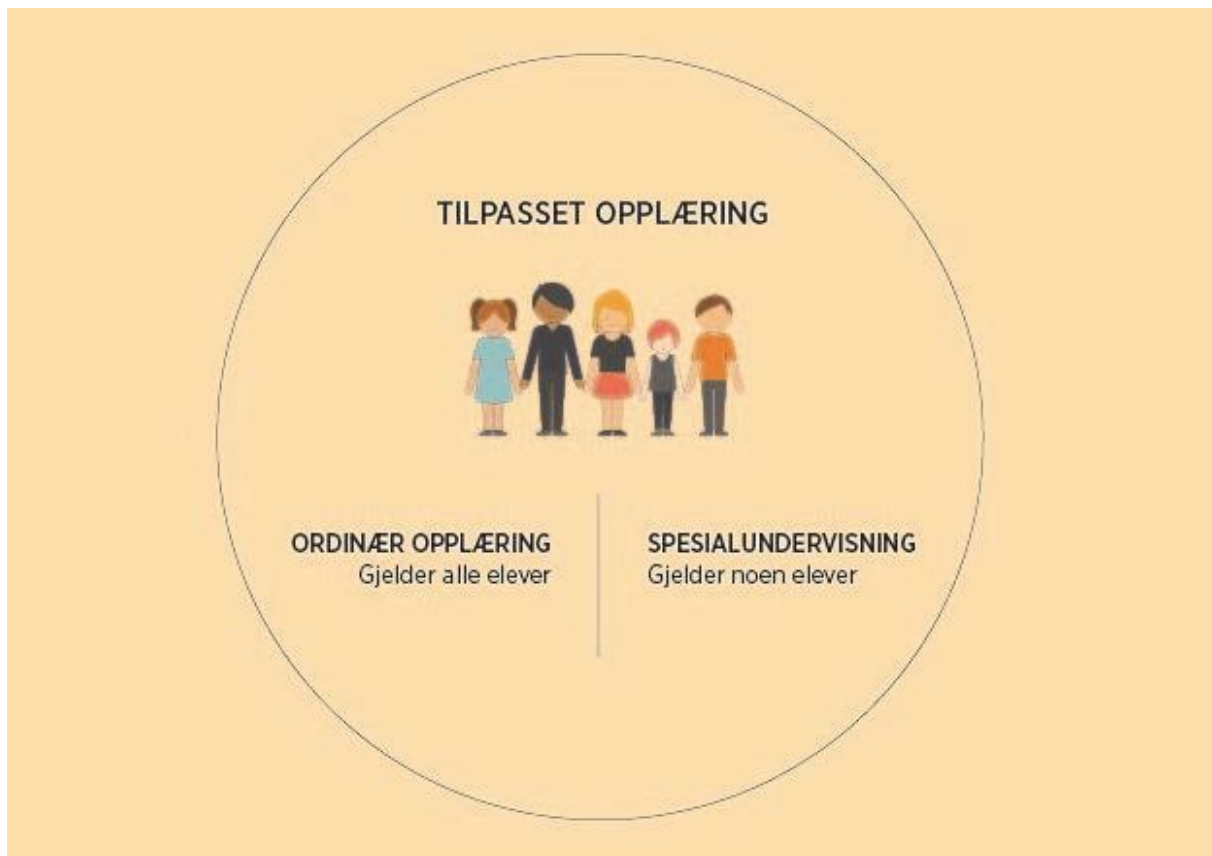 TILPASSET OPPLÆRING
ORDINÆR OPPLÆRING
Gjelder alle elever
SPESIALUNDERVISNING
Gjelder noen elever